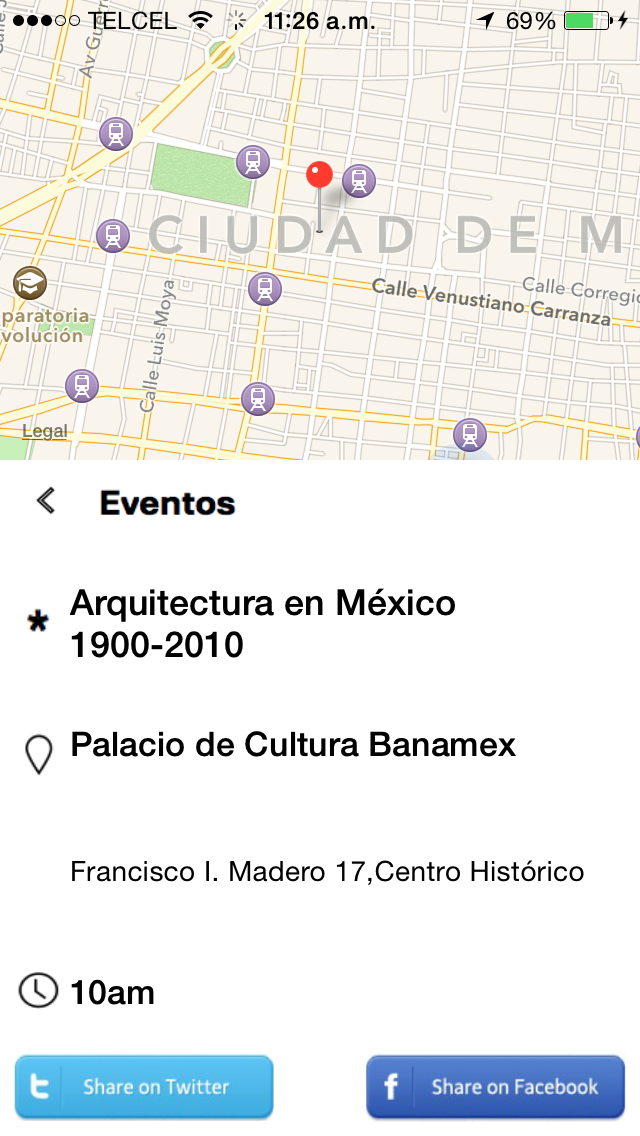 TELCEL 11:26 a.m. 69%
Av Gu
CIUDAD DE M
Calle Corregi
Calle Venustiano Carranza
paratoria
volución
Calle Luis Moya
Legal
Eventos
* Arquitectura en México
1900-2010
Palacio de Cultura Banamex
Francisco I. Madero 17,Centro Histórico
10am
Share on Twitter
Share on Facebook